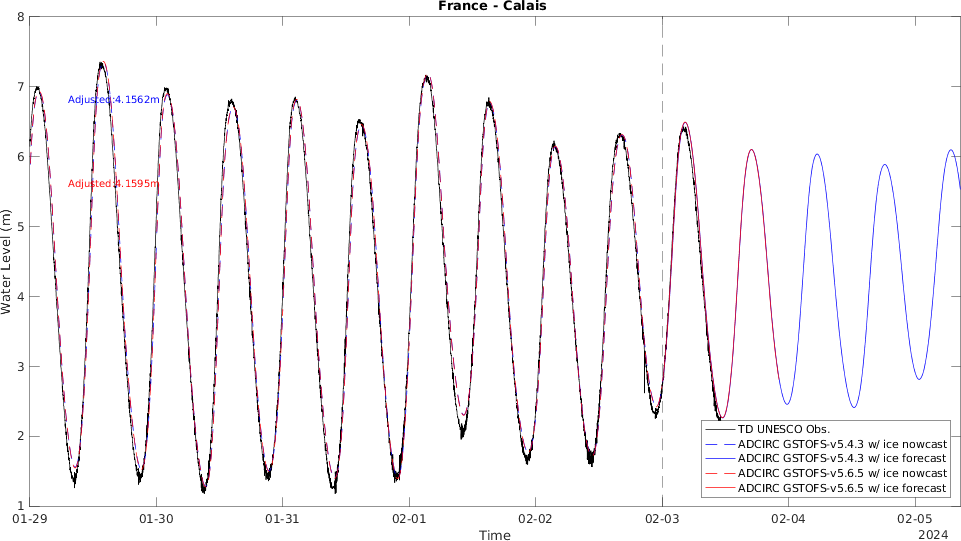 France - Calais
8
7
6
5
4
3
2
1
Water Level (m)
Adjusted:4.1562m
Adjusted:4.1595m
TD UNESCO Obs.
ADCIRC GSTOFS-v5.4.3 w/ ice nowcast
ADCIRC GSTOFS-v5.4.3 w/ ice forecast
ADCIRC GSTOFS-v5.6.5 w/ ice nowcast
ADCIRC GSTOFS-v5.6.5 w/ ice forecast
01-29 01-30 01-31 02-01 02-02 02-03 02-04 02-05
Time
2024